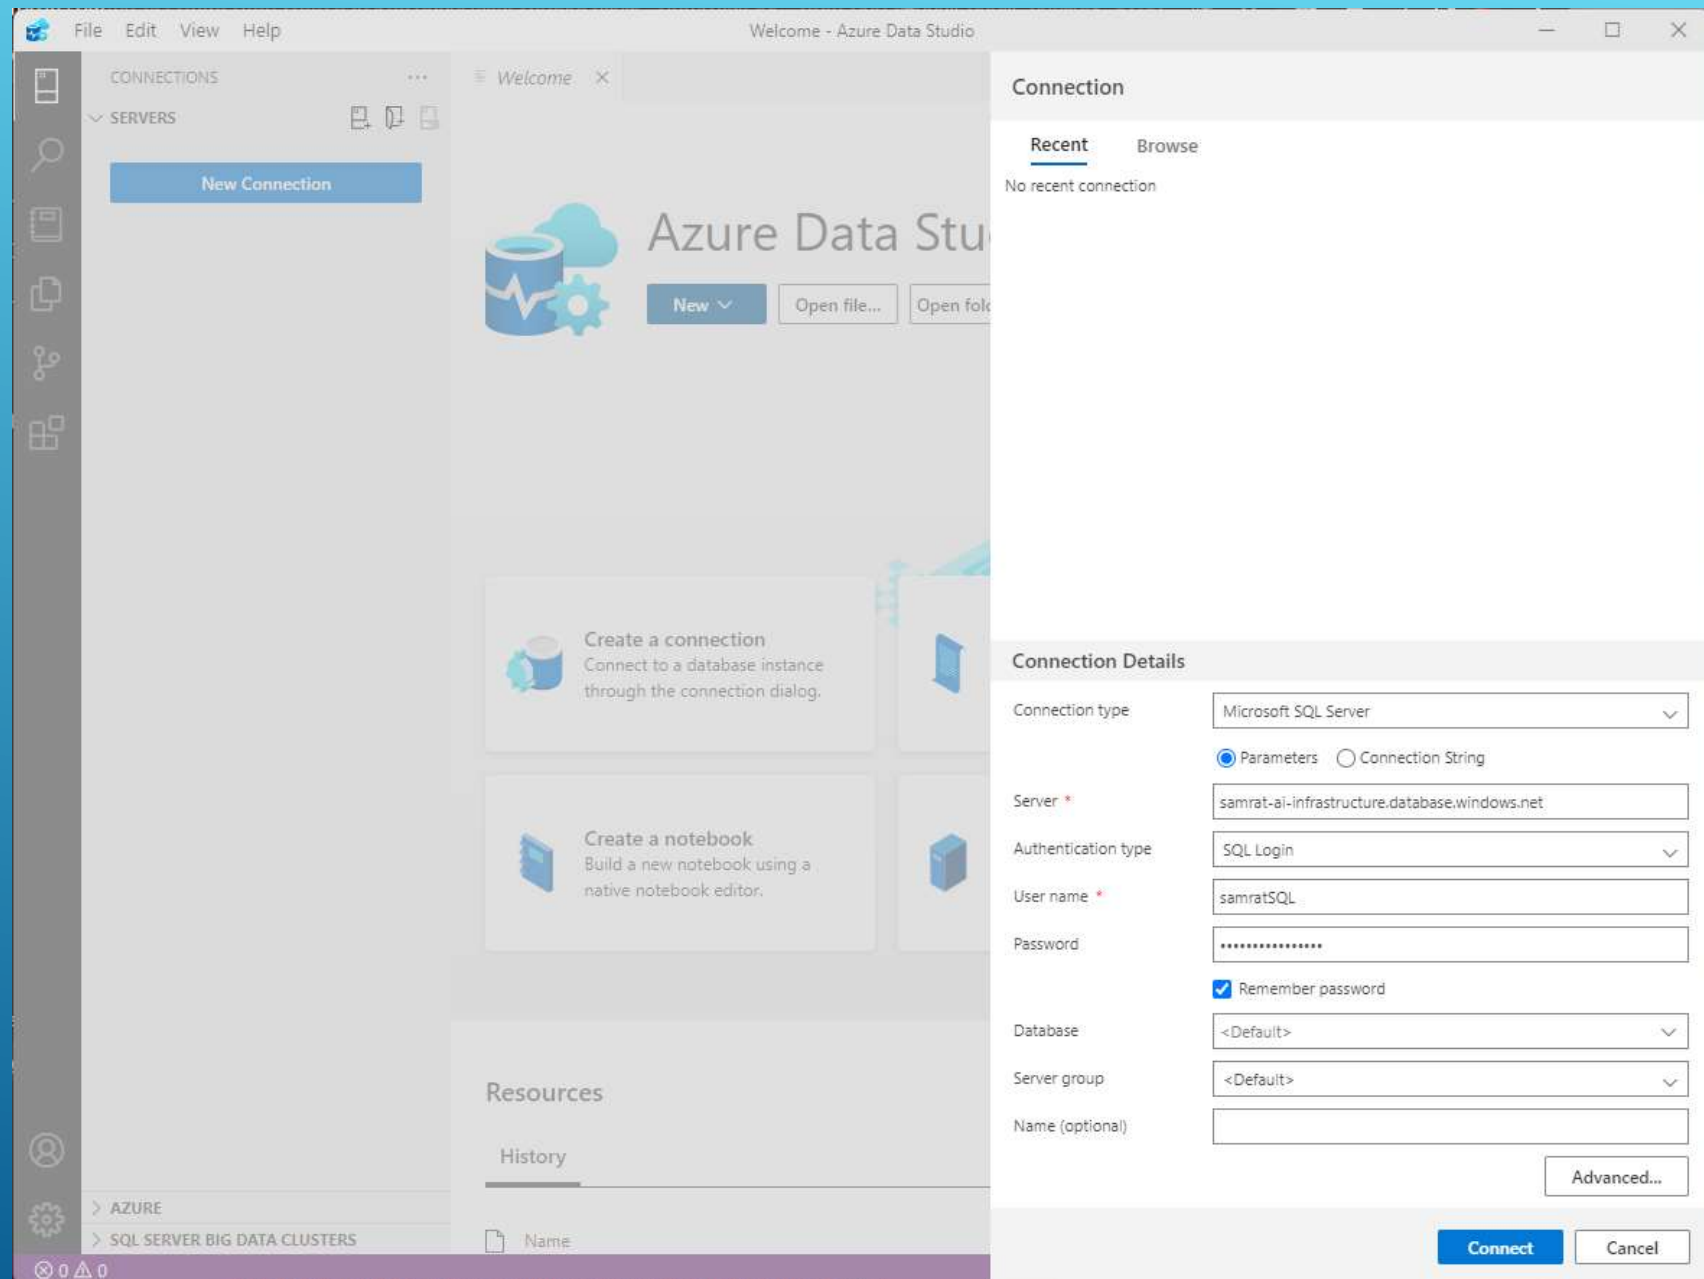 File Edit View Help
Welcome - Azure Data Studio
CONNECTIONS
SERVERS
New Connection
AZURE
SQL SERVER BIG DATA CLUSTERS
0 0
Welcome
Azure Data Stu
New
Open file...
Open fol
Create a connection
Connect to a database instance
through the connection dialog.
Create a notebook
Build a new notebook using a
native notebook editor.
Resources
History
Name
Connection
Recent Browse
No recent connection
Connection Details
Connection type Microsoft SQL Server
Parameters Connection String
Server * samrat-ai-infrastructure.database.windows.net
Authentication type SQL Login
User name * samratSQL
Password ••••••••••••••••
Remember password
Database <Default>
Server group <Default>
Name (optional)
Advanced...
Connect Cancel